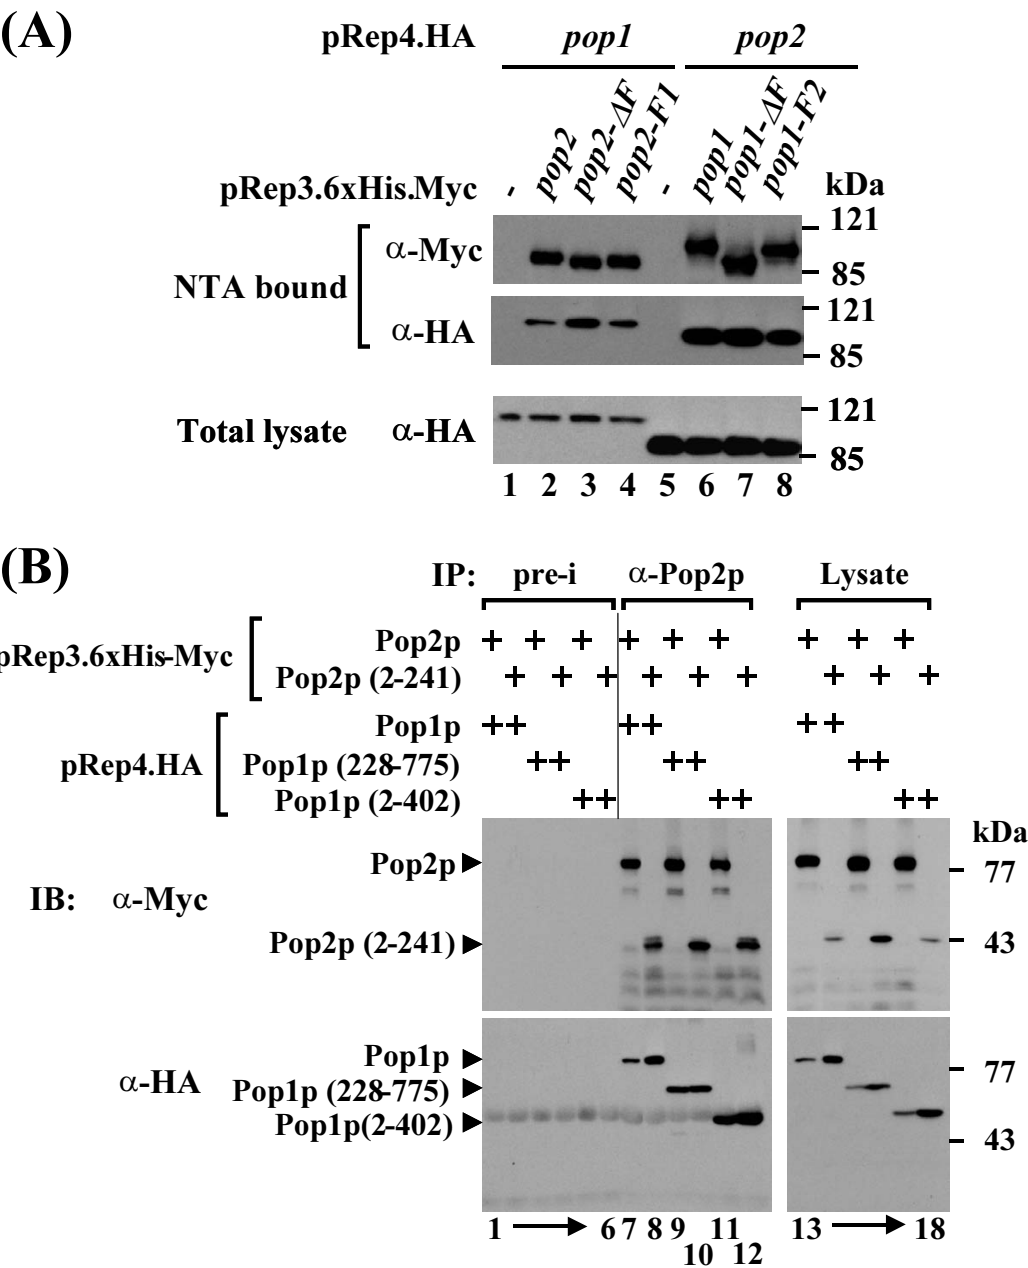 (A)
pRep4.HA pop1 pop2
pRep3.6xHis.Myc - pop2 pop2-ΔF pop2-F1 - pop1 pop1-ΔF pop1-F2 kDa
NTA bound
α-Myc 121
85
α-HA 121
85
Total lysate α-HA 121
85
1 2 3 4 5 6 7 8
(B)
IP: pre-i α-Pop2p Lysate
pRep3.6xHis-Myc
Pop2p + + + + + + + + +
Pop2p (2-241) + + + + + + + + +
pRep4.HA
Pop1p ++ ++ ++
Pop1p (228-775) ++ ++ ++
Pop1p (2-402) ++ ++ ++
kDa
IB: α-Myc
Pop2p 77
Pop2p (2-241) 43
α-HA
Pop1p 77
Pop1p (228-775)
Pop1p(2-402) 43
1 6 7 8 9 11 13 18
10 12